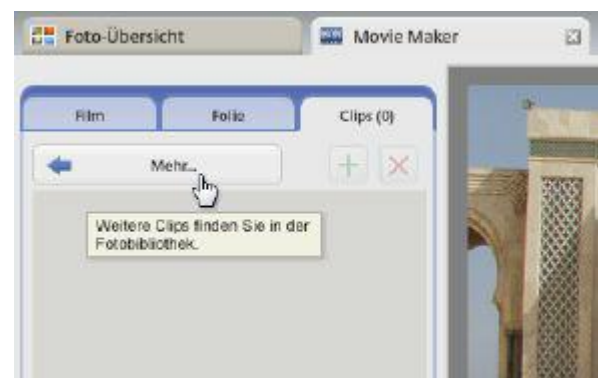 Foto-Übersicht
Movie Maker
Film
Folie
Clips (0)
Mehr...
Weitere Clips finden Sie in der
Fotobibliothek.